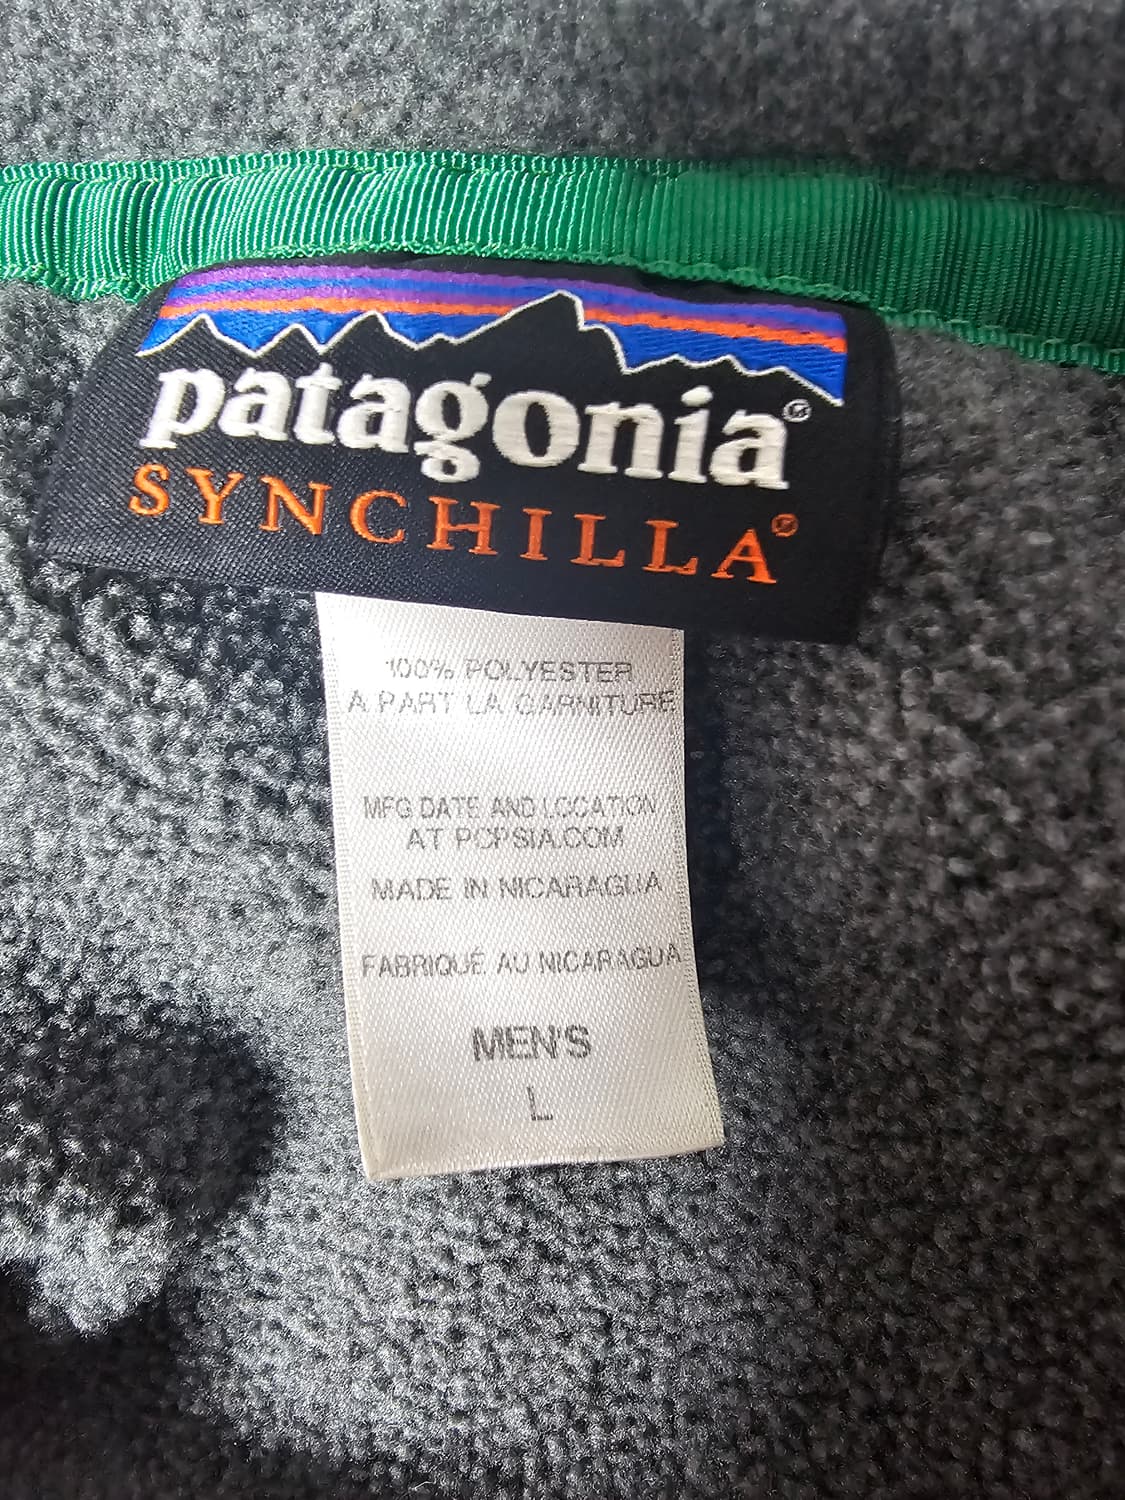 patagonia®
SYNCHILLA®
100% POLYESTER
A PART LA GARNITURE
MFG DATE AND LOCATION
AT PCPSIA.COM
MADE IN NICARAGUA
FABRIQUÉ AU NICARAGUA
MEN'S
L